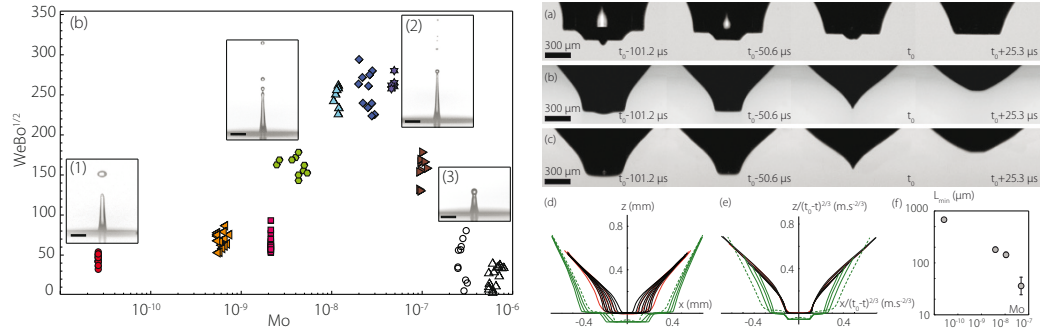 (b)
WeBo1/2
350
300
250
200
150
100
50
0
(1)
(2)
(3)
10-10
10-9
10-8
10-7
10-6
Mo
(a)
300 µm
t0-101.2 µs
t0-50.6 µs
t0
t0+25.3 µs
(b)
300 µm
t0-101.2 µs
t0-50.6 µs
t0
t0+25.3 µs
(c)
300 µm
t0-101.2 µs
t0-50.6 µs
t0
t0+25.3 µs
(d)
z (mm)
0.8
0.4
0
x (mm)
-0.4
0.4
(e)
z/(t0-t)2/3 (m.s-2/3)
0.8
0.4
0
x/(t0-t)2/3 (m.s-2/3)
-0.4
0.4
(f)
Lmin (µm)
1000
100
10
Mo
10-10
10-8
10-7